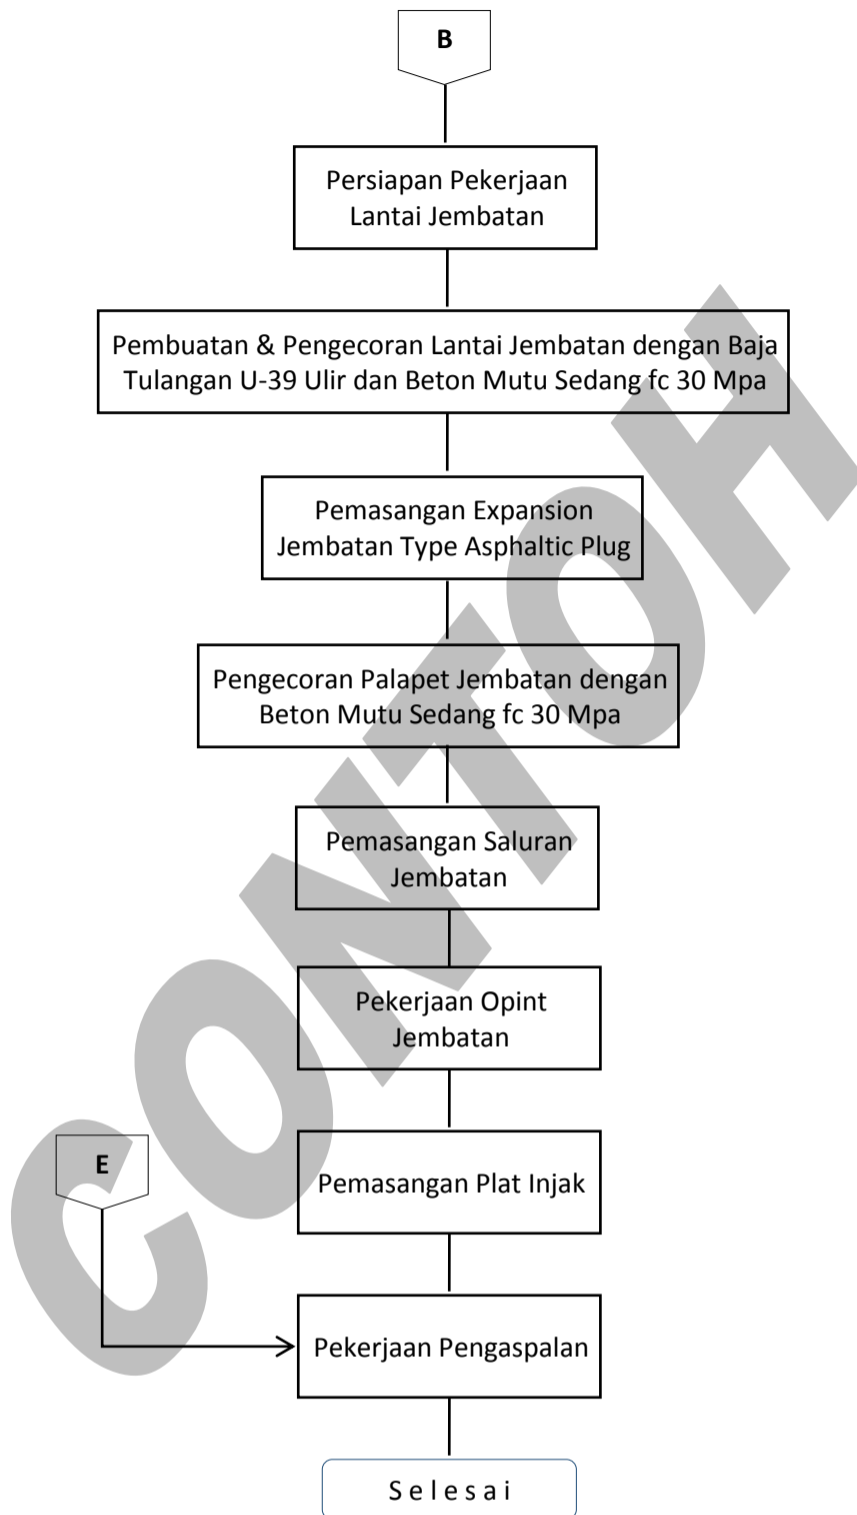 B
Persiapan Pekerjaan
Lantai Jembatan
Pembuatan & Pengecoran Lantai Jembatan dengan Baja
Tulangan U-39 Ulir dan Beton Mutu Sedang fc 30 Mpa
Pemasangan Expansion
Jembatan Type Asphaltic Plug
Pengecoran Palapet Jembatan dengan
Beton Mutu Sedang fc 30 Mpa
Pemasangan Saluran
Jembatan
Pekerjaan Opint
Jembatan
E
Pemasangan Plat Injak
Pekerjaan Pengaspalan
S e l e s a i
CONTOH